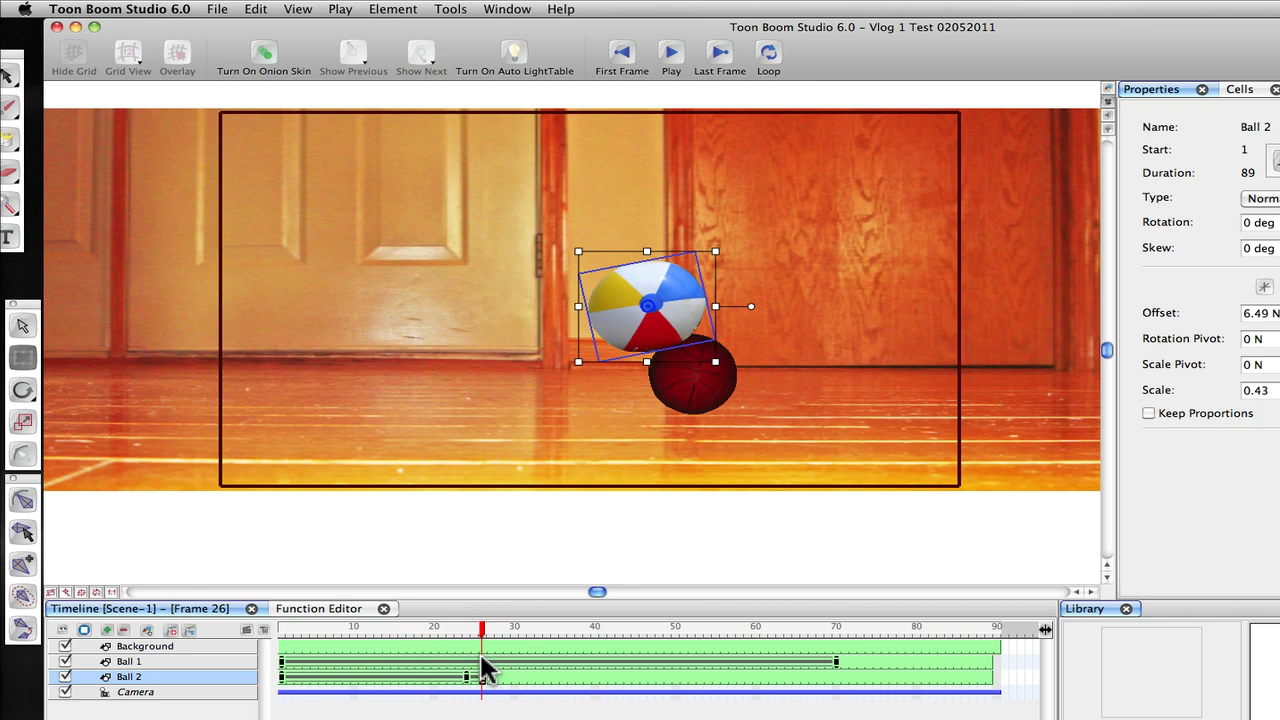 Toon Boom Studio 6.0 File Edit View Play Element Tools Window Help
Toon Boom Studio 6.0 – Vlog 1 Test 02052011
Hide Grid Grid View Overlay Turn On Onion Skin Show Previous Show Next Turn On Auto LightTable First Frame Play Last Frame Loop
Properties Cells
Name: Ball 2
Start: 1
Duration: 89
Type: Norm
Rotation: 0 deg
Skew: 0 deg
Offset: 6.49 N
Rotation Pivot: 0 N
Scale Pivot: 0 N
Scale: 0.43
Keep Proportions
T
1:1
Timeline [Scene-1] - [Frame 26] Function Editor Library
10 20 30 40 50 60 70 80 90
Background
Ball 1
Ball 2
Camera